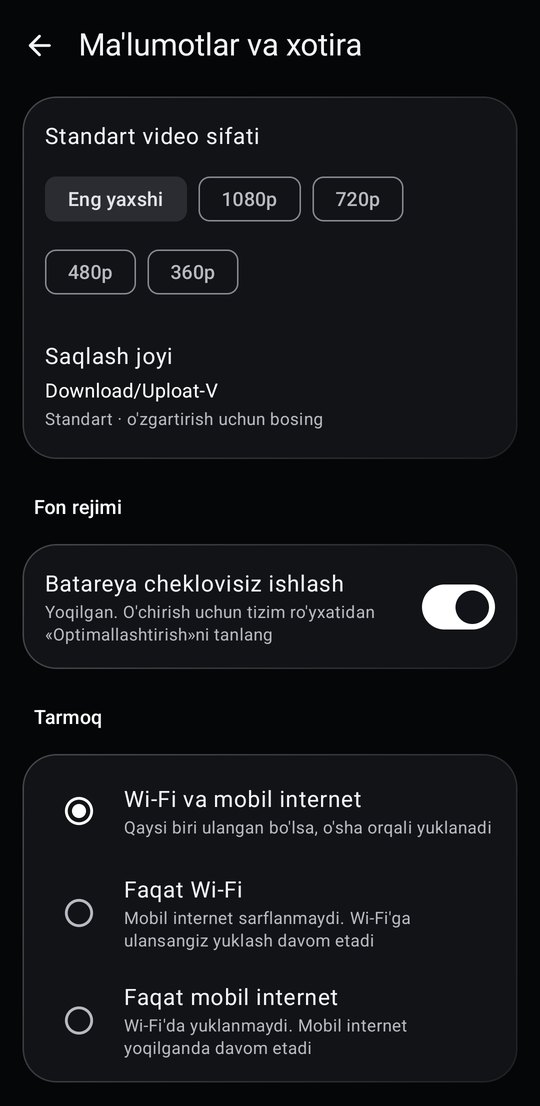 Ma'lumotlar va xotira
Standart video sifati
Eng yaxshi 1080p 720p
480p 360p
Saqlash joyi
Download/Uploat-V
Standart · o'zgartirish uchun bosing
Fon rejimi
Batareya cheklovisiz ishlash
Yoqilgan. O'chirish uchun tizim ro'yxatidan
«Optimallashtirish»ni tanlang
Tarmoq
Wi-Fi va mobil internet
Qaysi biri ulangan bo'lsa, o'sha orqali yuklanadi
Faqat Wi-Fi
Mobil internet sarflanmaydi. Wi-Fi'ga
ulansangiz yuklash davom etadi
Faqat mobil internet
Wi-Fi'da yuklanmaydi. Mobil internet
yoqilganda davom etadi